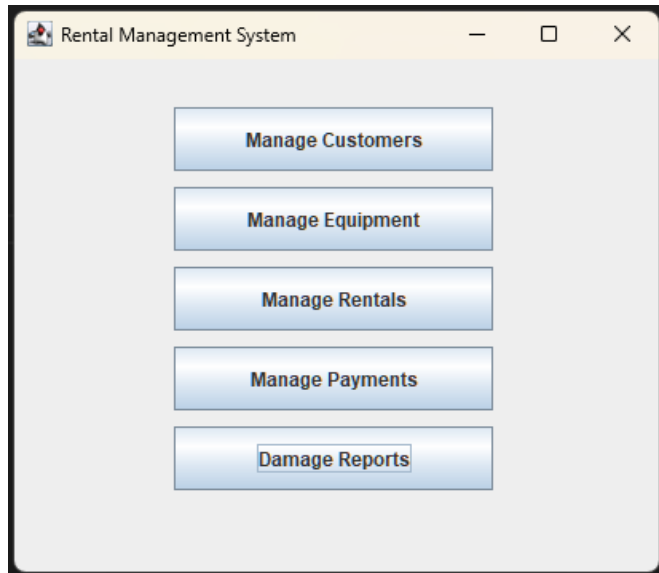 Rental Management System
Manage Customers
Manage Equipment
Manage Rentals
Manage Payments
Damage Reports